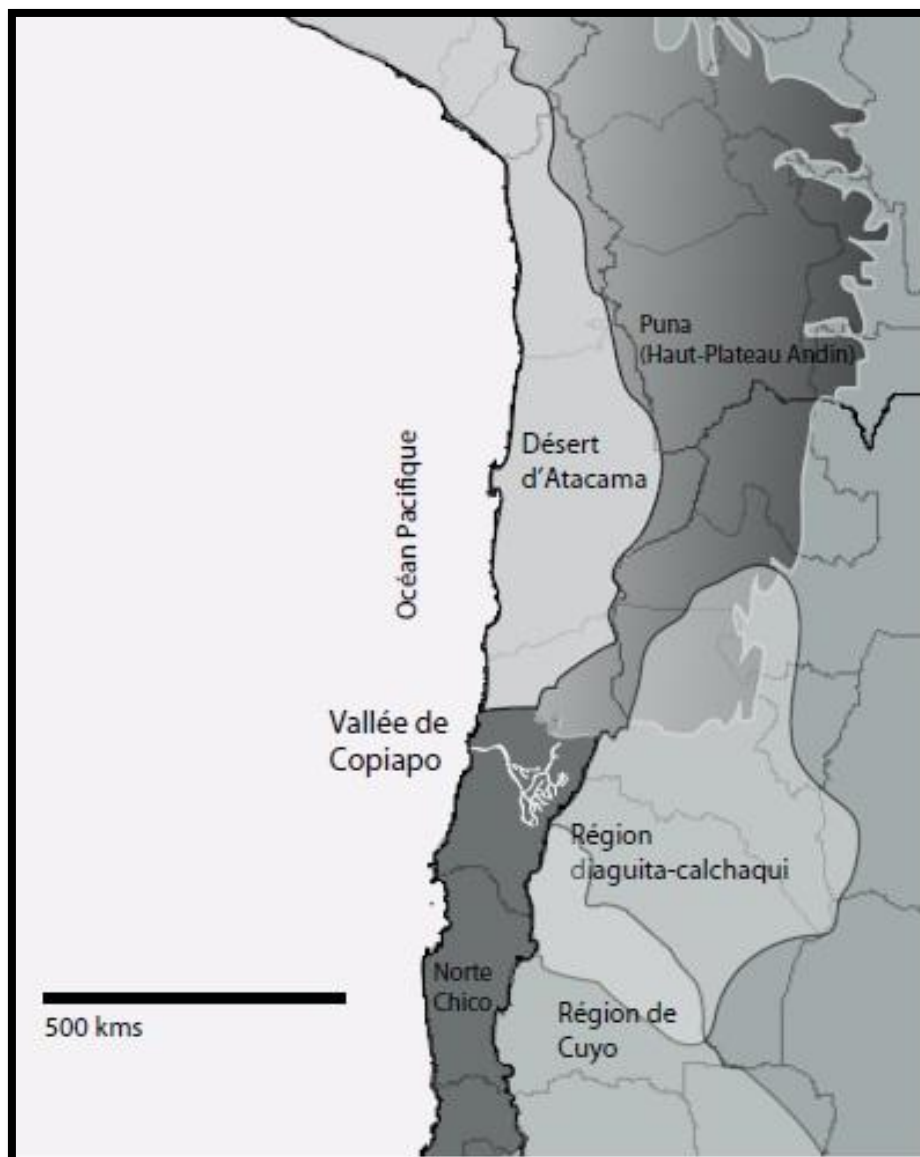 Puna
(Haut-Plateau Andin)
Désert
d'Atacama
Océan Pacifique
Vallée de
Copiapo
Région
diaguita-calchaqui
Norte
Chico
Région de
Cuyo
500 kms